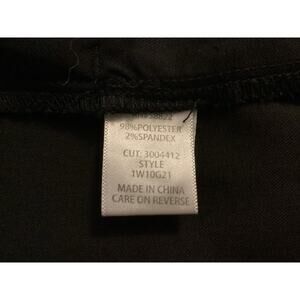 98%POLYESTER
2%SPANDEX
CUT: 3004412
STYLE
1W10G21
MADE IN CHINA
CARE ON REVERSE